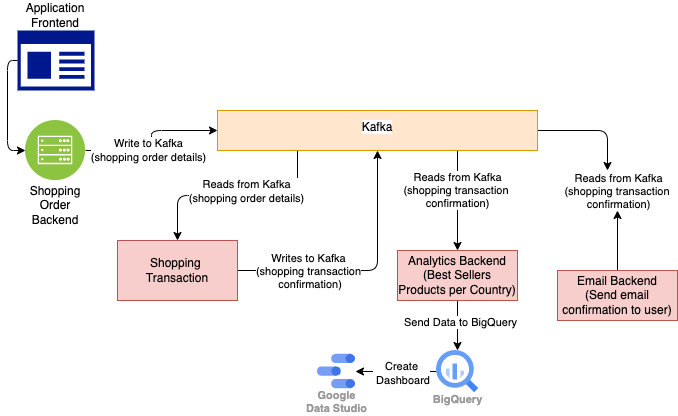 Application
Frontend
Kafka
Write to Kafka
(shopping order details)
Shopping
Order
Backend
Reads from Kafka
(shopping order details)
Reads from Kafka
(shopping transaction
confirmation)
Reads from Kafka
(shopping transaction
confirmation)
Shopping
Transaction
Writes to Kafka
(shopping transaction
confirmation)
Analytics Backend
(Best Sellers
Products per Country)
Email Backend
(Send email
confirmation to user)
Send Data to BigQuery
Create
Dashboard
Google
Data Studio
BigQuery